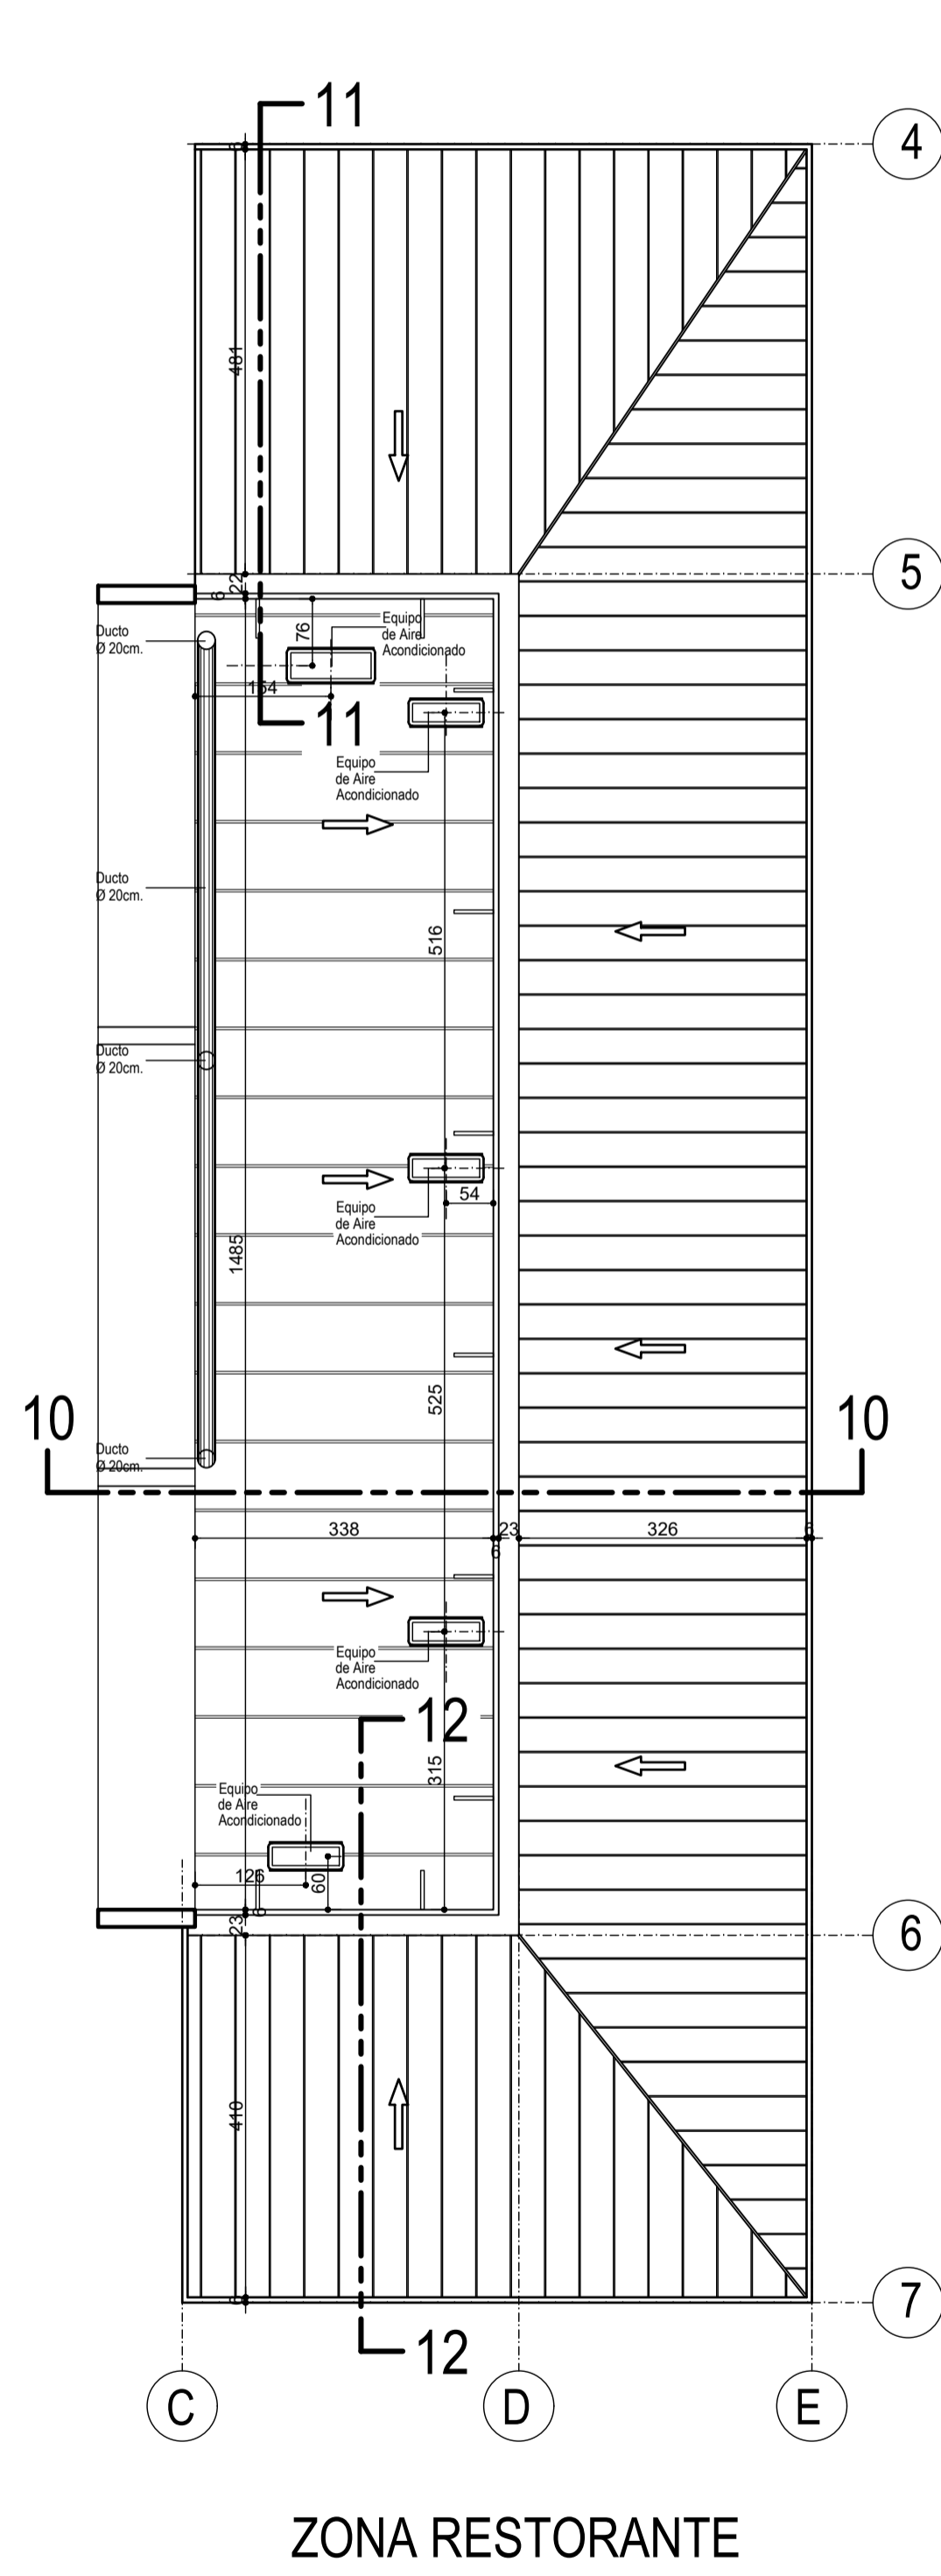 11
4
481
5
22
6
Ducto
Ø 20cm.
76
Equipo
de Aire
Acondicionado
154
11
Equipo
de Aire
Acondicionado
Ducto
Ø 20cm.
516
Ducto
Ø 20cm.
54
Equipo
de Aire
Acondicionado
1485
525
10
10
Ducto
Ø 20cm.
338
23
326
6
Equipo
de Aire
Acondicionado
12
315
Equipo
de Aire
Acondicionado
126
60
23
6
410
7
12
C
D
E
ZONA RESTORANTE